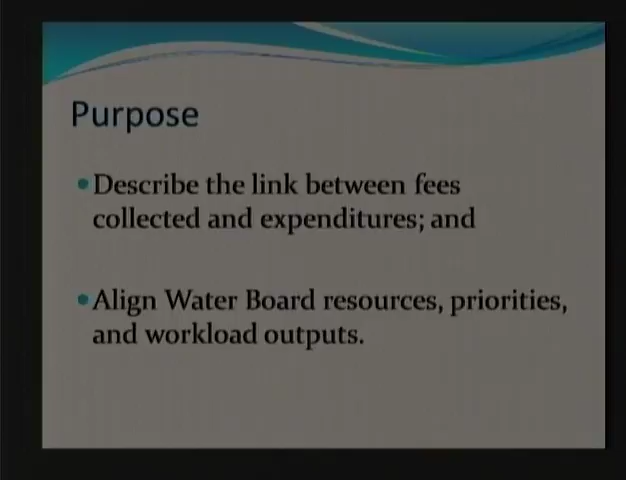 Purpose
•Describe the link between fees
collected and expenditures; and
•Align Water Board resources, priorities,
and workload outputs.